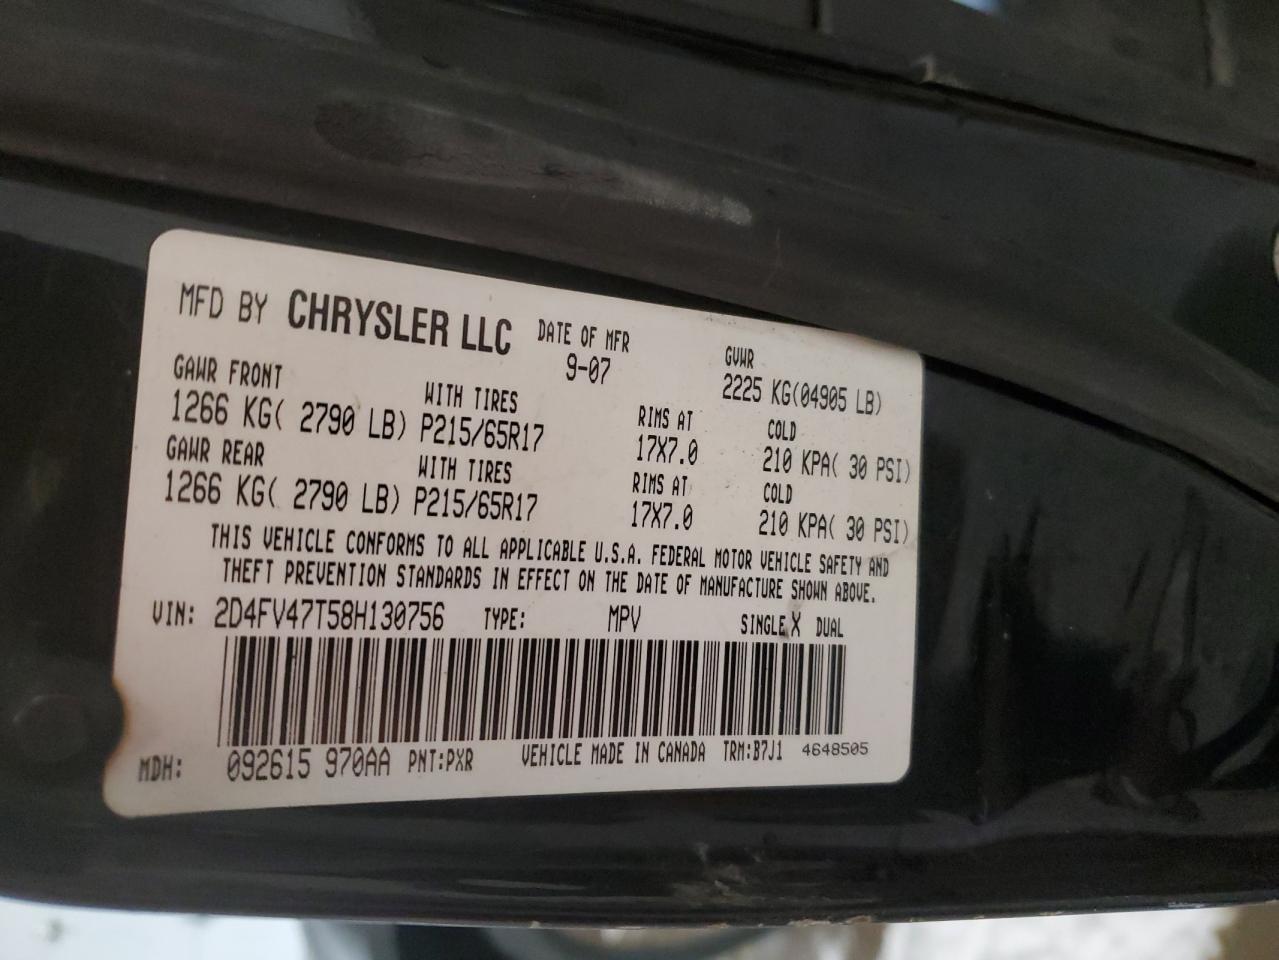 MFD BY CHRYSLER LLC DATE OF MFR GVWR
9-07 2225 KG(04905 LB)
GAWR FRONT WITH TIRES RIMS AT COLD
1266 KG( 2790 LB) P215/65R17 17X7.0 210 KPA( 30 PSI)
GAWR REAR WITH TIRES RIMS AT COLD
1266 KG( 2790 LB) P215/65R17 17X7.0 210 KPA( 30 PSI)
THIS VEHICLE CONFORMS TO ALL APPLICABLE U.S.A. FEDERAL MOTOR VEHICLE SAFETY AND
THEFT PREVENTION STANDARDS IN EFFECT ON THE DATE OF MANUFACTURE SHOWN ABOVE.
VIN: 2D4FV47T58H130756 TYPE: MPV SINGLE X DUAL
MDH: 092615 970AA PNT:PXR VEHICLE MADE IN CANADA TRM:B7J1 4648505